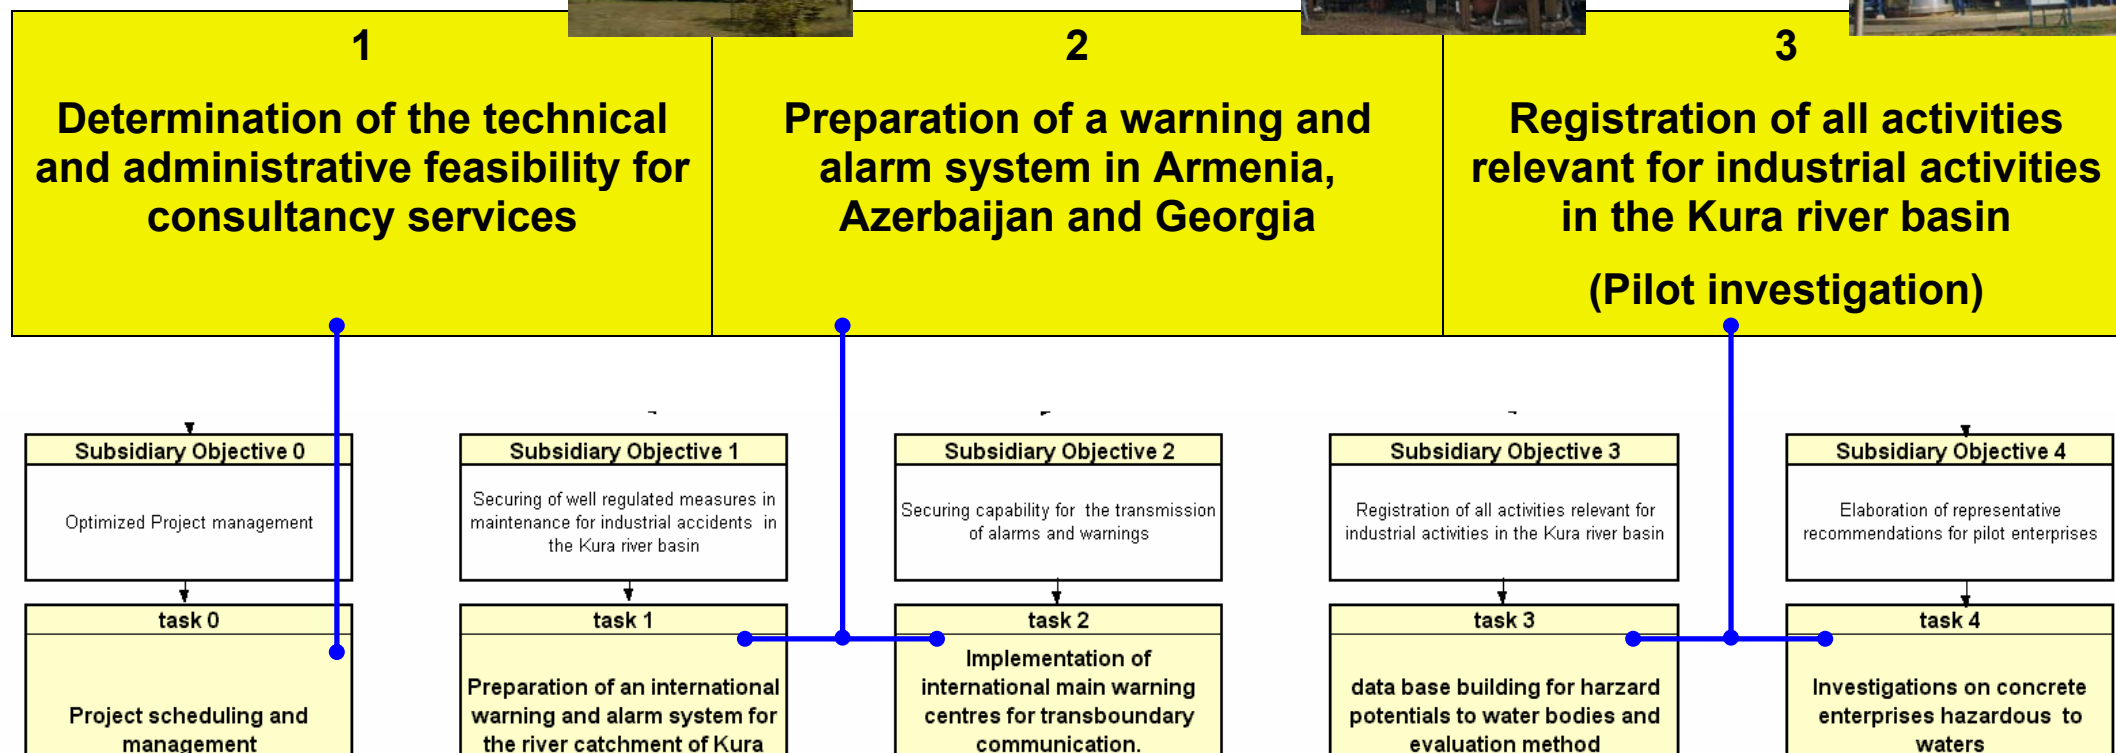 1
Determination of the technical
and administrative feasibility for
consultancy services
2
Preparation of a warning and
alarm system in Armenia,
Azerbaijan and Georgia
3
Registration of all activities
relevant for industrial activities
in the Kura river basin
(Pilot investigation)
Subsidiary Objective 0
Optimized Project management
task 0
Project scheduling and
management
Subsidiary Objective 1
Securing of well regulated measures in
maintenance for industrial accidents in
the Kura river basin
task 1
Preparation of an international
warning and alarm system for
the river catchment of Kura
Subsidiary Objective 2
Securing capability for the transmission
of alarms and warnings
task 2
Implementation of
international main warning
centres for transboundary
communication.
Subsidiary Objective 3
Registration of all activities relevant for
industrial activities in the Kura river basin
task 3
data base building for harzard
potentials to water bodies and
evaluation method
Subsidiary Objective 4
Elaboration of representative
recommendations for pilot enterprises
task 4
Investigations on concrete
enterprises hazardous to
waters